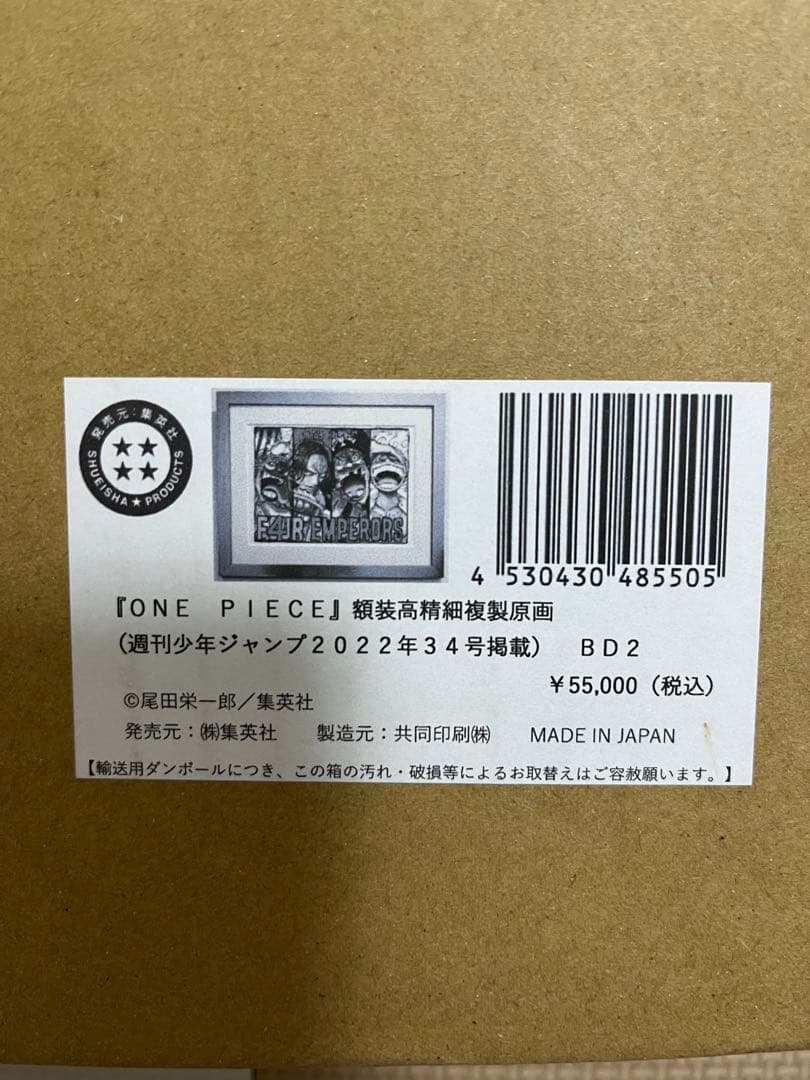 発売元:集英社
SHUEISHA★PRODUCTS
F4UR EMPERORS
4 530430 485505
『ONE PIECE』額装高精細複製原画
（週刊少年ジャンプ2022年34号掲載） BD2
￥55,000（税込）
©尾田栄一郎／集英社
発売元：㈱集英社 製造元：共同印刷㈱ MADE IN JAPAN
【輸送用ダンボールにつき、この箱の汚れ・破損等によるお取替えはご容赦願います。】